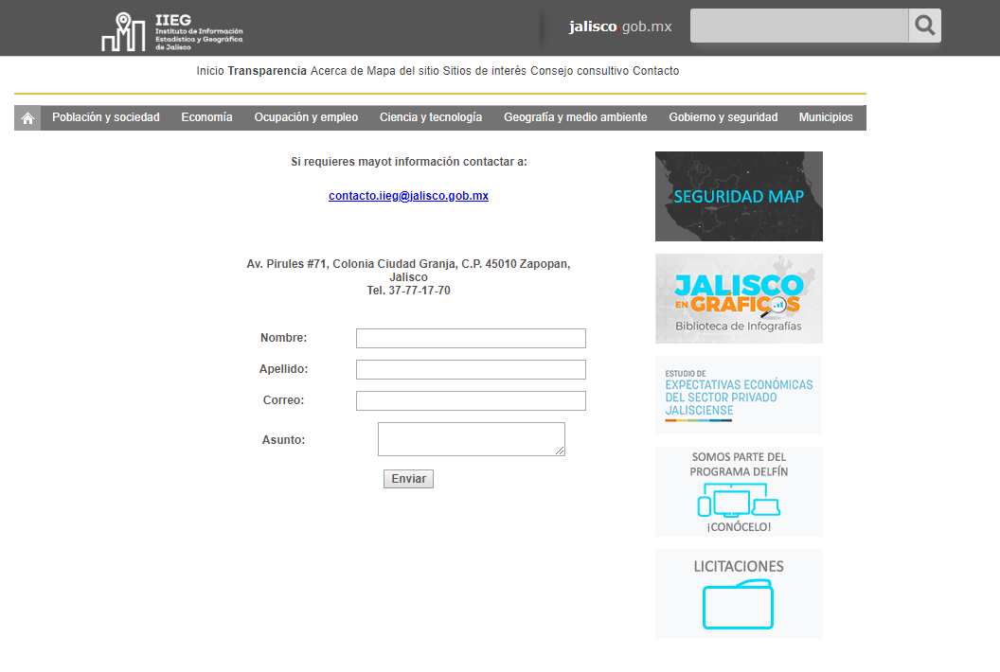 IIEG
Instituto de Información
Estadística y Geográfica
de Jalisco
jalisco.gob.mx
Inicio Transparencia Acerca de Mapa del sitio Sitios de interés Consejo consultivo Contacto
Población y sociedad Economía Ocupación y empleo Ciencia y tecnología Geografía y medio ambiente Gobierno y seguridad Municipios
Si requieres mayot información contactar a:
contacto.iieg@jalisco.gob.mx
Av. Pirules #71, Colonia Ciudad Granja, C.P. 45010 Zapopan,
Jalisco
Tel. 37-77-17-70
Nombre:
Apellido:
Correo:
Asunto:
Enviar
SEGURIDAD MAP
JALISCO
EN GRAFICOS
Biblioteca de Infografías
ESTUDIO DE
EXPECTATIVAS ECONÓMICAS
DEL SECTOR PRIVADO
JALISCIENSE
SOMOS PARTE DEL
PROGRAMA DELFÍN
¡CONÓCELO!
LICITACIONES